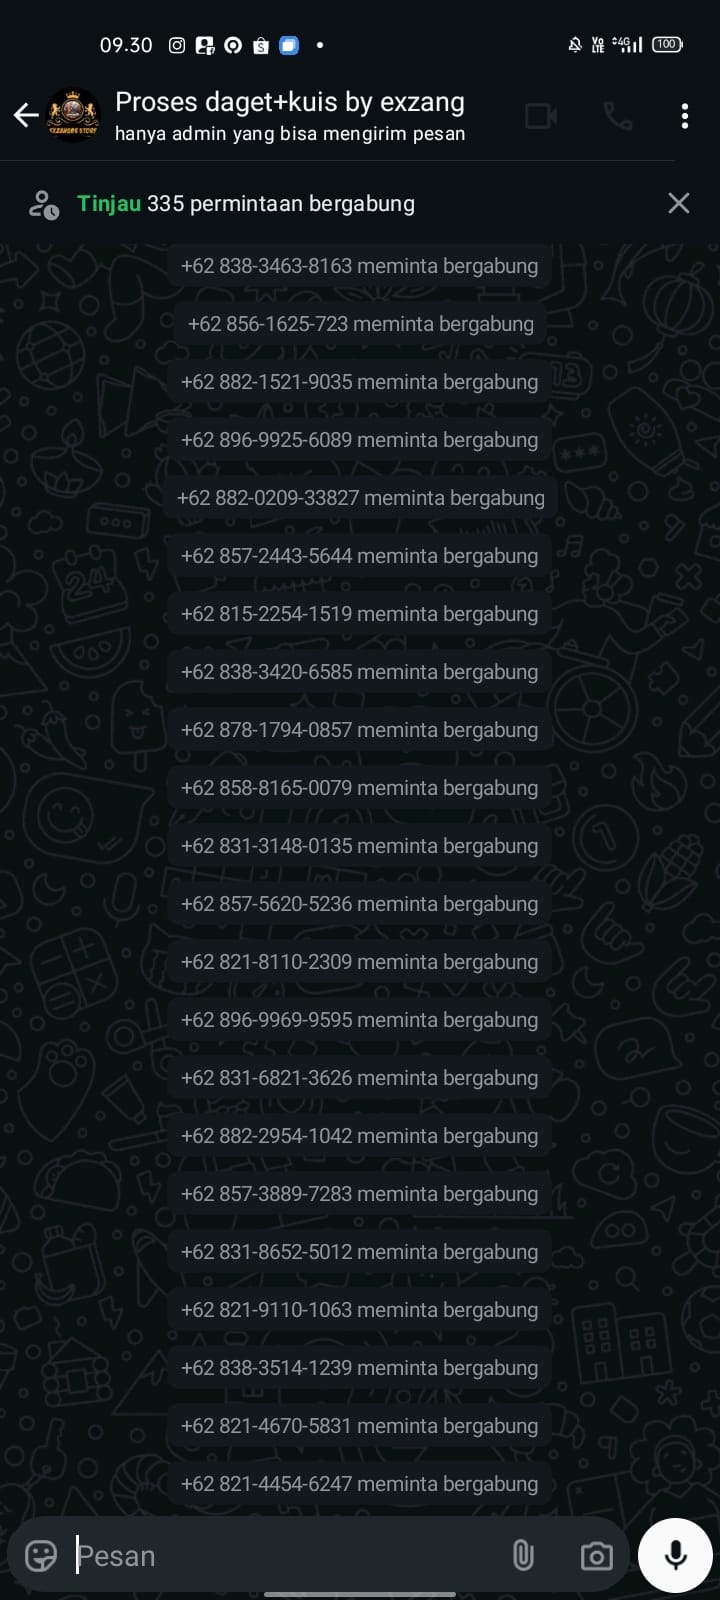 09.30
VO LTE 4G 100
Proses daget+kuis by exzang
hanya admin yang bisa mengirim pesan
Tinjau 335 permintaan bergabung
+62 838-3463-8163 meminta bergabung
+62 856-1625-723 meminta bergabung
+62 882-1521-9035 meminta bergabung
+62 896-9925-6089 meminta bergabung
+62 882-0209-33827 meminta bergabung
+62 857-2443-5644 meminta bergabung
+62 815-2254-1519 meminta bergabung
+62 838-3420-6585 meminta bergabung
+62 878-1794-0857 meminta bergabung
+62 858-8165-0079 meminta bergabung
+62 831-3148-0135 meminta bergabung
+62 857-5620-5236 meminta bergabung
+62 821-8110-2309 meminta bergabung
+62 896-9969-9595 meminta bergabung
+62 831-6821-3626 meminta bergabung
+62 882-2954-1042 meminta bergabung
+62 857-3889-7283 meminta bergabung
+62 831-8652-5012 meminta bergabung
+62 821-9110-1063 meminta bergabung
+62 838-3514-1239 meminta bergabung
+62 821-4670-5831 meminta bergabung
+62 821-4454-6247 meminta bergabung
Pesan